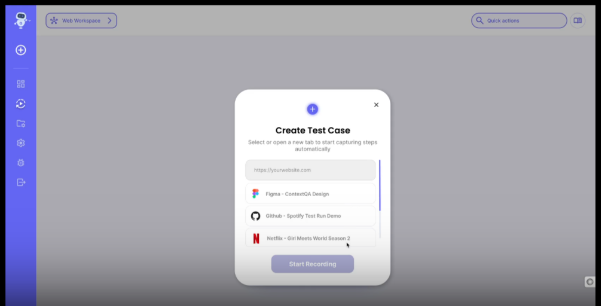 Web Workspace
Quick actions
Create Test Case
Select or open a new tab to start capturing steps
automatically
https://yourwebsite.com
Figma - ContextQA Design
Github - Spotify Test Run Demo
Netflix - Girl Meets World Season 2
Start Recording